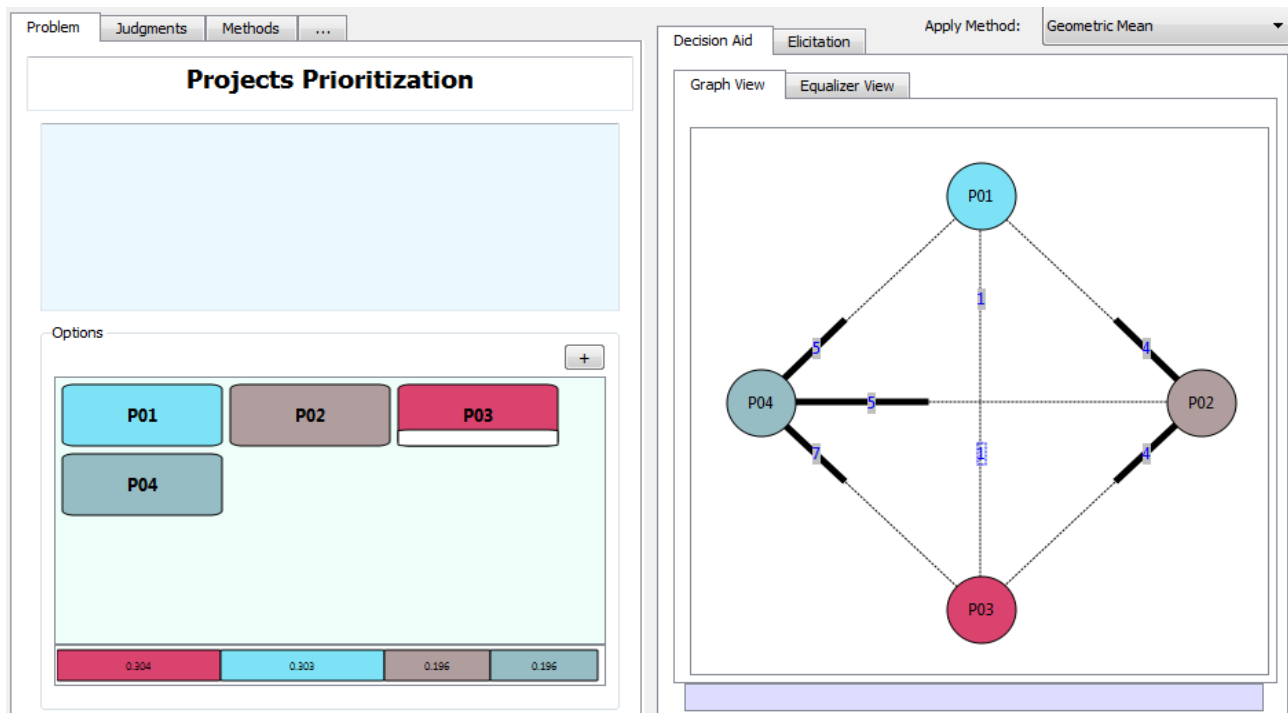 Problem
Judgments
Methods
...
Projects Prioritization
Options
+
P01
P02
P03
P04
0.304
0.303
0.196
0.196
Apply Method:
Geometric Mean
Decision Aid
Elicitation
Graph View
Equalizer View
P01
1
5
4
P04
5
P02
7
1
4
P03